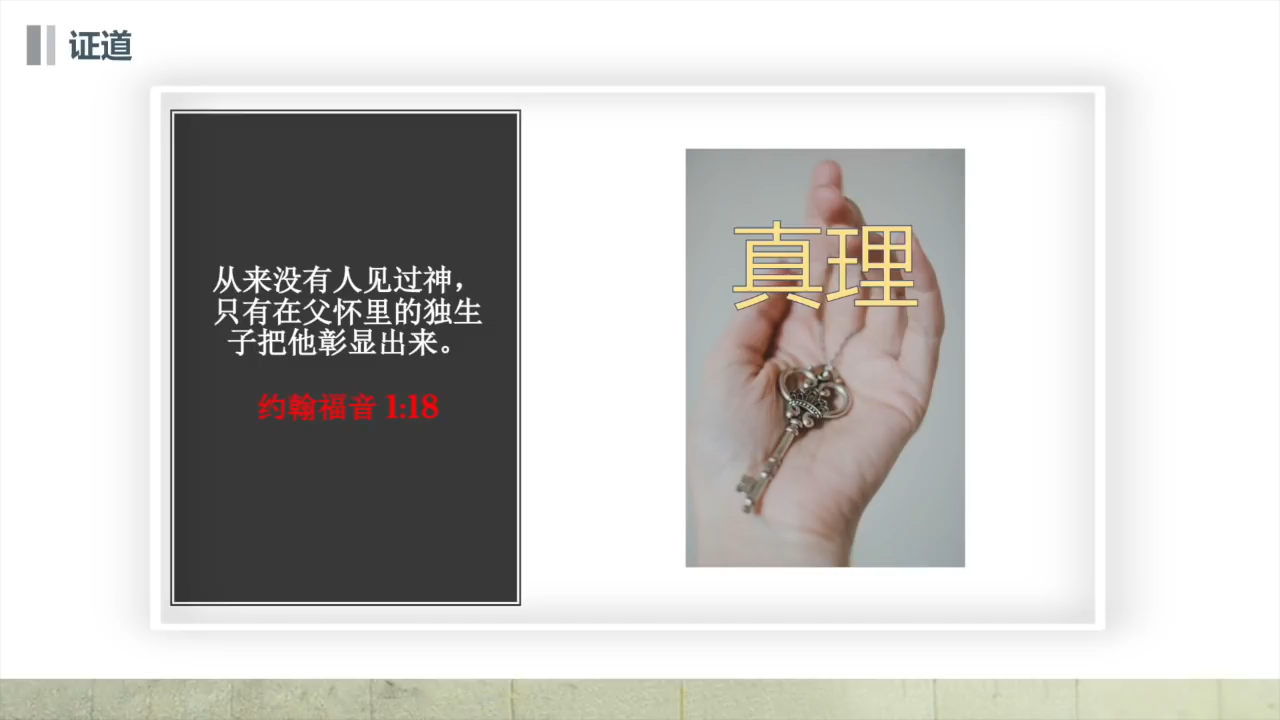 证道
从来没有人见过神，
只有在父怀里的独生
子把他彰显出来。
约翰福音 1:18
真理